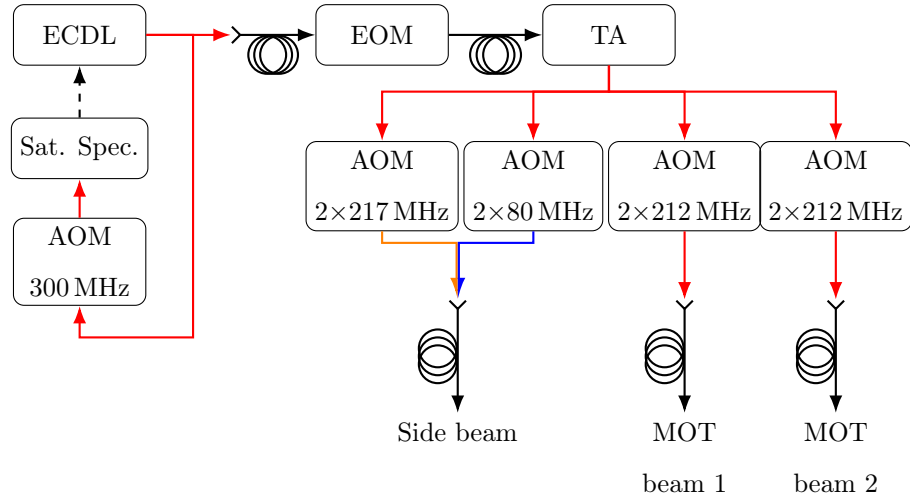 ECDL
EOM
TA
Sat. Spec.
AOM
2×217 MHz
AOM
2×80 MHz
AOM
2×212 MHz
AOM
2×212 MHz
AOM
300 MHz
Side beam
MOT
beam 1
MOT
beam 2